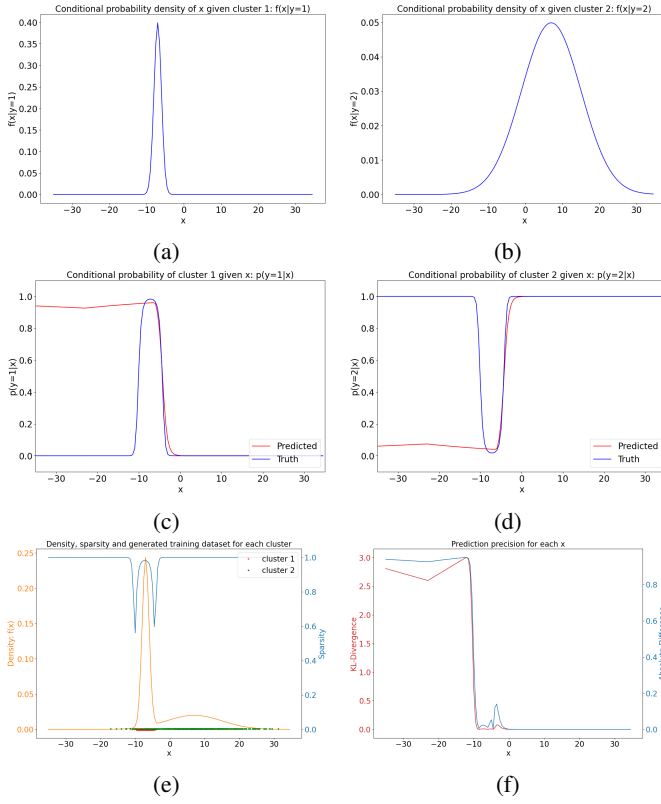 Conditional probability density of x given cluster 1: f(x|y=1)
0.40
0.35
0.30
0.25
0.20
0.15
0.10
0.05
0.00
f(x|y=1)
−30 −20 −10 0 10 20 30
x
(a)
Conditional probability density of x given cluster 2: f(x|y=2)
0.05
0.04
0.03
0.02
0.01
0.00
f(x|y=2)
−30 −20 −10 0 10 20 30
x
(b)
Conditional probability of cluster 1 given x: p(y=1|x)
1.0
0.8
0.6
0.4
0.2
0.0
p(y=1|x)
Predicted
Truth
−30 −20 −10 0 10 20 30
x
(c)
Conditional probability of cluster 2 given x: p(y=2|x)
1.0
0.8
0.6
0.4
0.2
0.0
p(y=2|x)
Predicted
Truth
−30 −20 −10 0 10 20 30
x
(d)
Density, sparsity and generated training dataset for each cluster
0.25
0.20
0.15
0.10
0.05
0.00
Density: f(x)
cluster 1
cluster 2
1.0
0.8
0.6
0.4
0.2
0.0
Sparsity
−30 −20 −10 0 10 20 30
x
(e)
Prediction precision for each x
3.0
2.5
2.0
1.5
1.0
0.5
0.0
KL-Divergence
0.8
0.6
0.4
0.2
0.0
Absolute Difference
−30 −20 −10 0 10 20 30
x
(f)